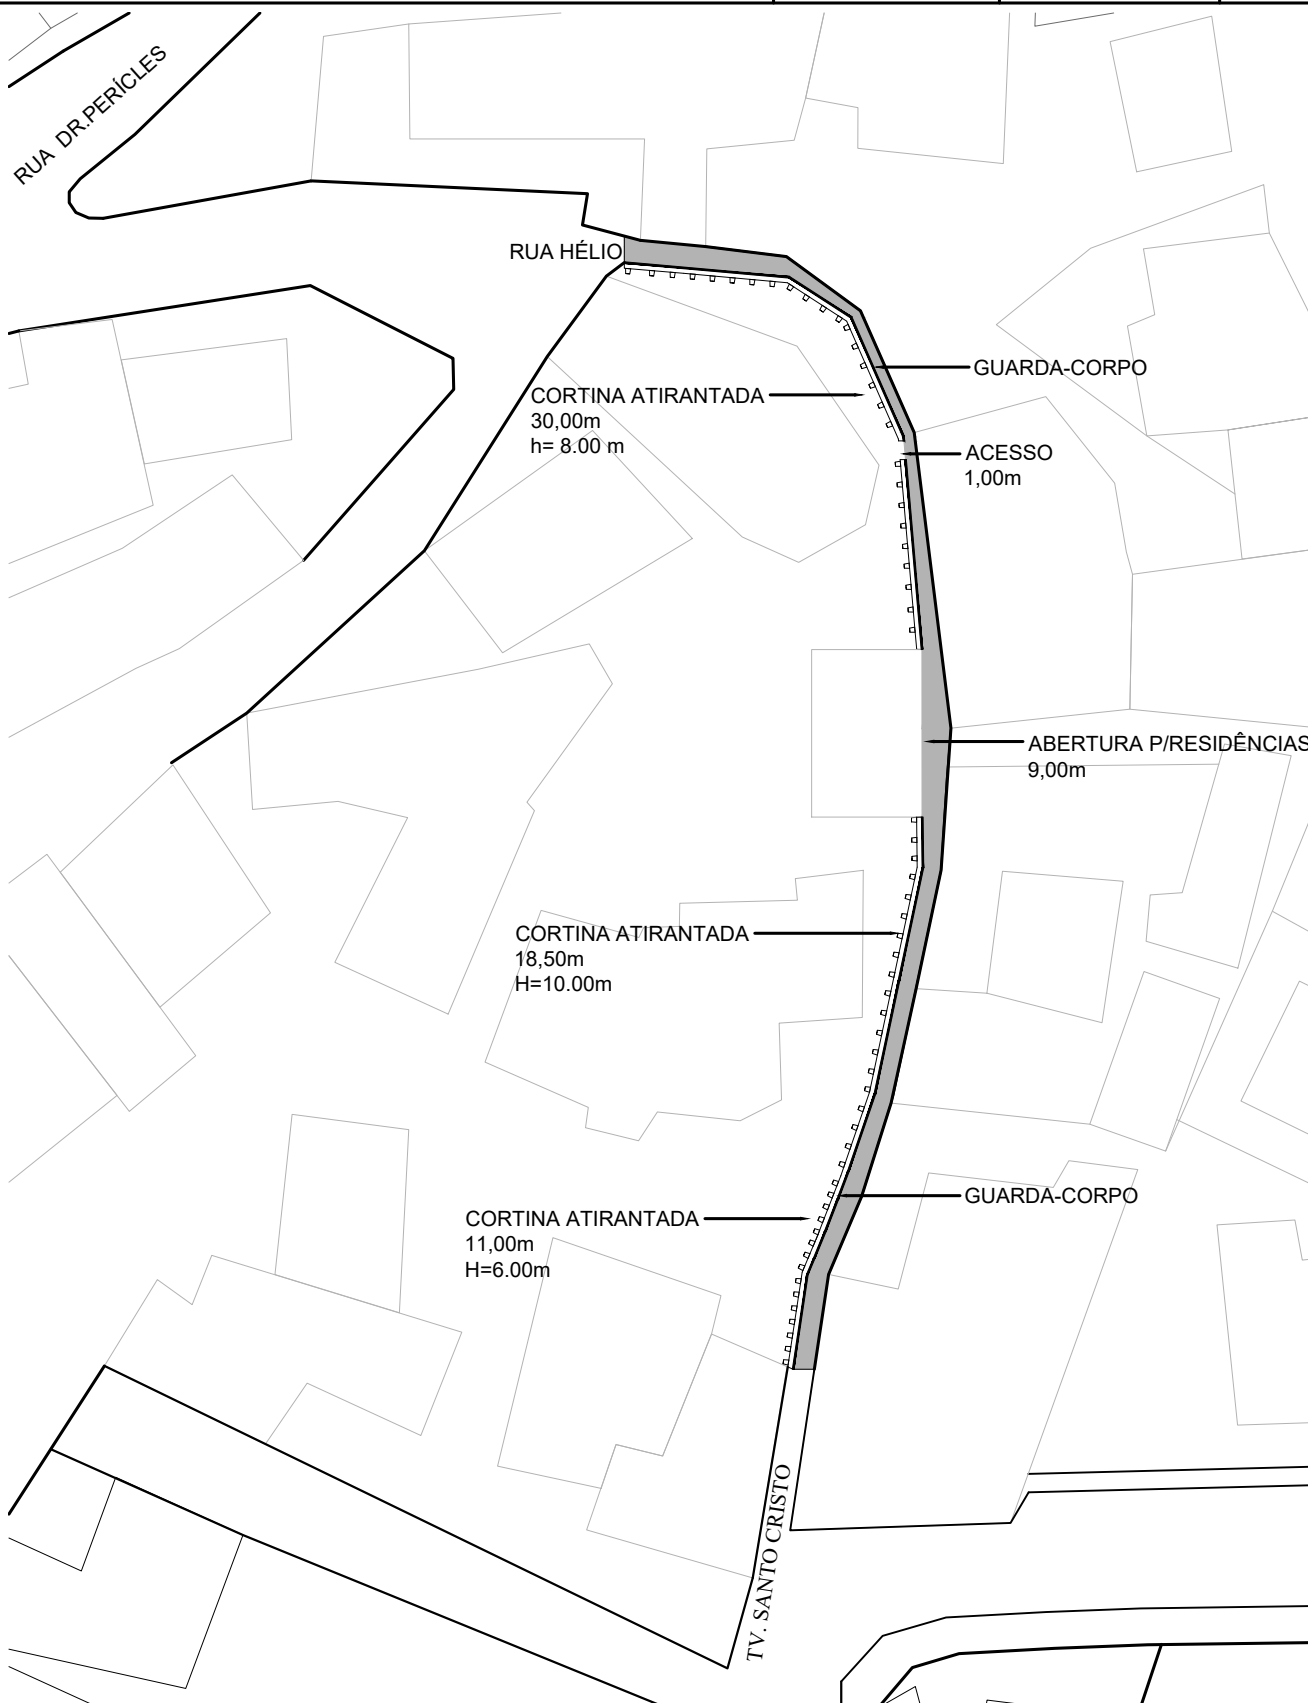 RUA DR.PERÍCLES
RUA HÉLIO
GUARDA-CORPO
CORTINA ATIRANTADA
30,00m
h= 8.00 m
ACESSO
1,00m
ABERTURA P/RESIDÊNCIAS
9,00m
CORTINA ATIRANTADA
18,50m
H=10.00m
GUARDA-CORPO
CORTINA ATIRANTADA
11,00m
H=6.00m
TV. SANTO CRISTO